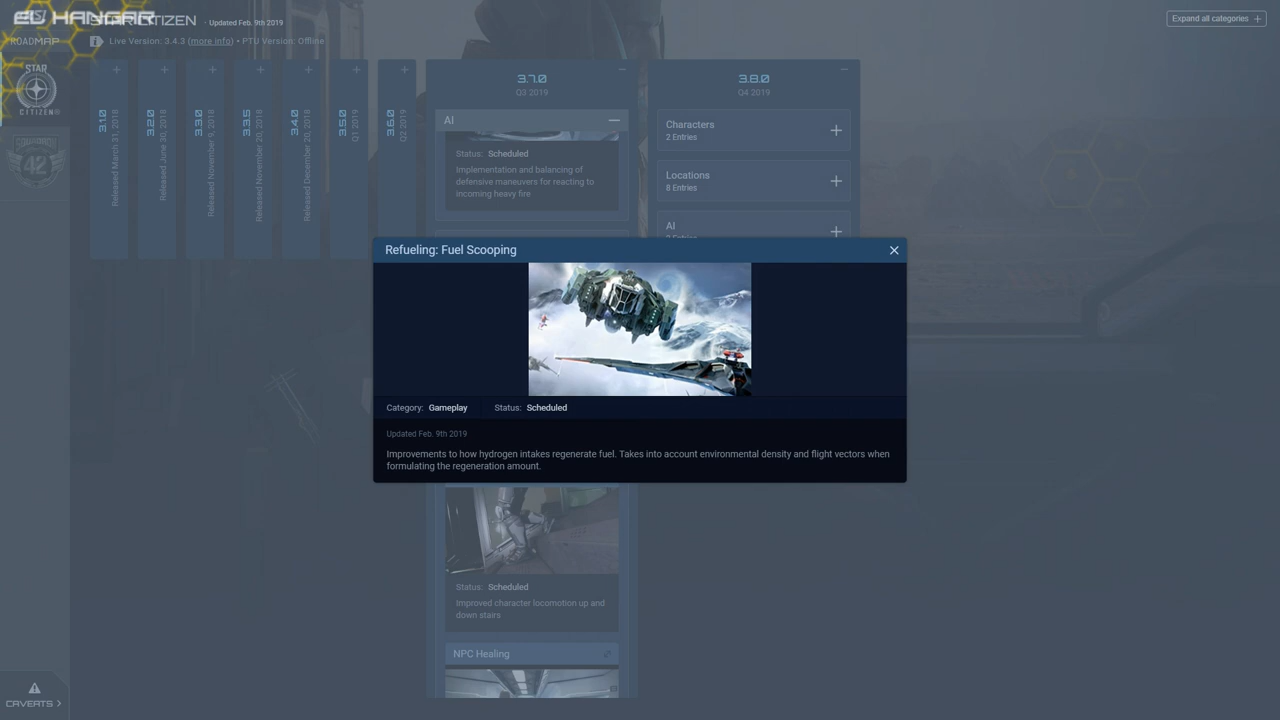 ED HANGAR
STAR CITIZEN
• Updated Feb. 9th 2019
Expand all categories
ROADMAP
Live Version: 3.4.3 (more info) • PTU Version: Offline
STAR
CITIZEN
SQUADRON
42
3.1.0
Released March 31, 2018
3.2.0
Released June 30, 2018
3.3.0
Released November 9, 2018
3.3.5
Released November 20, 2018
3.4.0
Released December 20, 2018
3.5.0
Q1 2019
3.6.0
Q2 2019
3.7.0
Q3 2019
AI
Status: Scheduled
Implementation and balancing of
defensive maneuvers for reacting to
incoming heavy fire
3.8.0
Q4 2019
Characters
2 Entries
Locations
8 Entries
AI
Entries
Refueling: Fuel Scooping
Category: Gameplay
Status: Scheduled
Updated Feb. 9th 2019
Improvements to how hydrogen intakes regenerate fuel. Takes into account environmental density and flight vectors when
formulating the regeneration amount.
Status: Scheduled
Improved character locomotion up and
down stairs
NPC Healing
CAVEATS